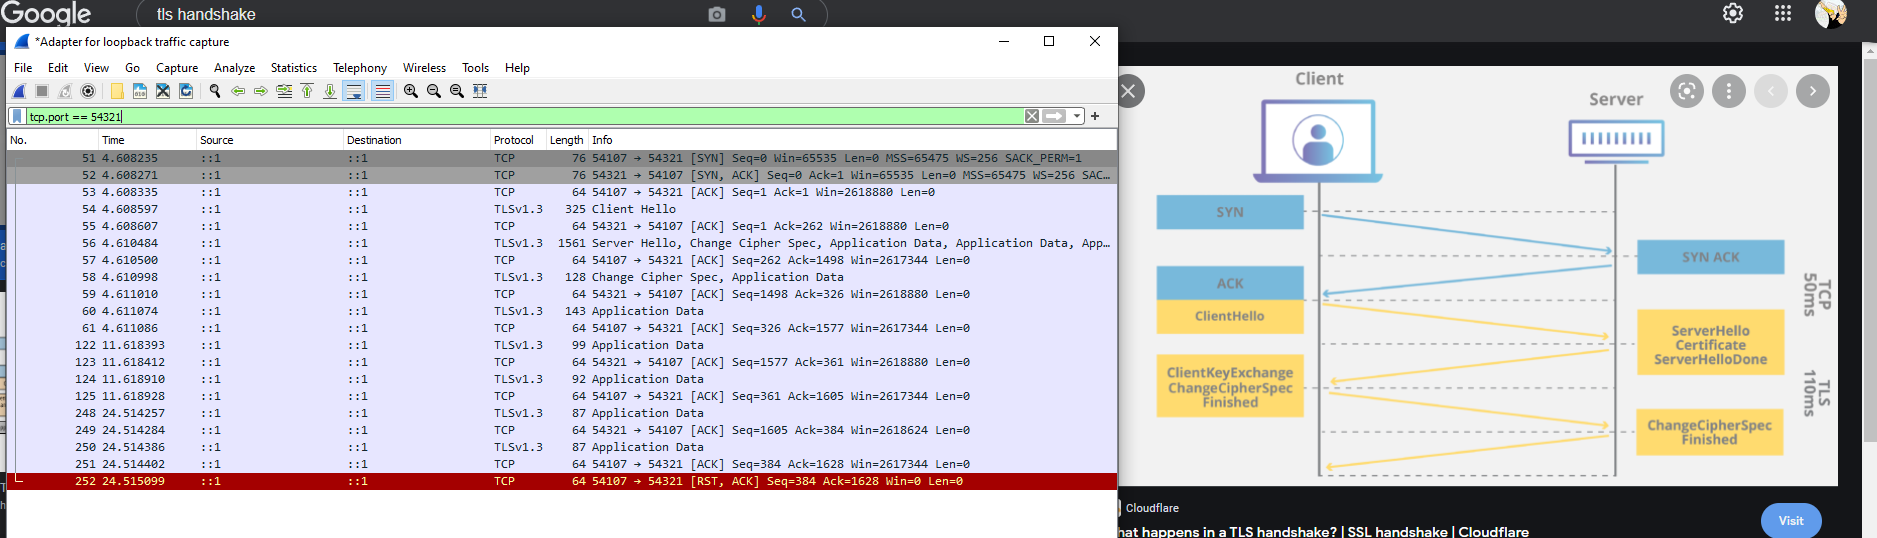 Google
tls handshake
*Adapter for loopback traffic capture
File Edit View Go Capture Analyze Statistics Telephony Wireless Tools Help
tcp.port == 54321
No. Time Source Destination Protocol Length Info
51 4.608235 ::1 ::1 TCP 76 54107 → 54321 [SYN] Seq=0 Win=65535 Len=0 MSS=65475 WS=256 SACK_PERM=1
52 4.608271 ::1 ::1 TCP 76 54321 → 54107 [SYN, ACK] Seq=0 Ack=1 Win=65535 Len=0 MSS=65475 WS=256 SAC…
53 4.608335 ::1 ::1 TCP 64 54107 → 54321 [ACK] Seq=1 Ack=1 Win=2618880 Len=0
54 4.608597 ::1 ::1 TLSv1.3 325 Client Hello
55 4.608607 ::1 ::1 TCP 64 54321 → 54107 [ACK] Seq=1 Ack=262 Win=2618880 Len=0
56 4.610484 ::1 ::1 TLSv1.3 1561 Server Hello, Change Cipher Spec, Application Data, Application Data, App…
57 4.610500 ::1 ::1 TCP 64 54107 → 54321 [ACK] Seq=262 Ack=1498 Win=2617344 Len=0
58 4.610998 ::1 ::1 TLSv1.3 128 Change Cipher Spec, Application Data
59 4.611010 ::1 ::1 TCP 64 54321 → 54107 [ACK] Seq=1498 Ack=326 Win=2618880 Len=0
60 4.611074 ::1 ::1 TLSv1.3 143 Application Data
61 4.611086 ::1 ::1 TCP 64 54107 → 54321 [ACK] Seq=326 Ack=1577 Win=2617344 Len=0
122 11.618393 ::1 ::1 TLSv1.3 99 Application Data
123 11.618412 ::1 ::1 TCP 64 54321 → 54107 [ACK] Seq=1577 Ack=361 Win=2618880 Len=0
124 11.618910 ::1 ::1 TLSv1.3 92 Application Data
125 11.618928 ::1 ::1 TCP 64 54107 → 54321 [ACK] Seq=361 Ack=1605 Win=2617344 Len=0
248 24.514257 ::1 ::1 TLSv1.3 87 Application Data
249 24.514284 ::1 ::1 TCP 64 54321 → 54107 [ACK] Seq=1605 Ack=384 Win=2618624 Len=0
250 24.514386 ::1 ::1 TLSv1.3 87 Application Data
251 24.514402 ::1 ::1 TCP 64 54107 → 54321 [ACK] Seq=384 Ack=1628 Win=2617344 Len=0
252 24.515099 ::1 ::1 TCP 64 54107 → 54321 [RST, ACK] Seq=384 Ack=1628 Win=0 Len=0
Client
Server
SYN
SYN ACK
ACK
TCP
50ms
ClientHello
ServerHello
Certificate
ServerHelloDone
ClientKeyExchange
ChangeCipherSpec
Finished
TLS
110ms
ChangeCipherSpec
Finished
Cloudflare
hat happens in a TLS handshake? | SSL handshake | Cloudflare
Visit